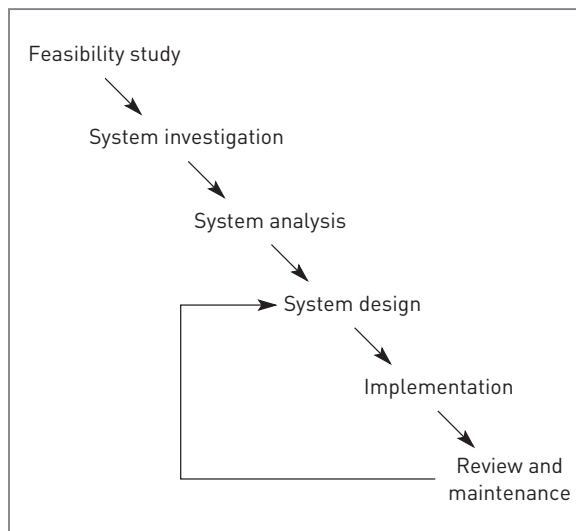 Feasibility study
System investigation
System analysis
System design
Implementation
Review and
maintenance